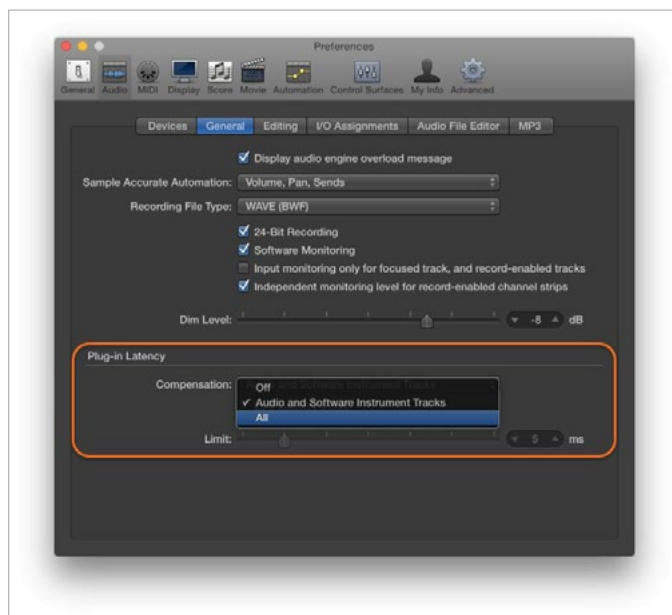 Preferences
General Audio MIDI Display Score Movie Automation Control Surfaces My Info Advanced
Devices General Editing I/O Assignments Audio File Editor MP3
Display audio engine overload message
Sample Accurate Automation: Volume, Pan, Sends
Recording File Type: WAVE (BWF)
24-Bit Recording
Software Monitoring
Input monitoring only for focused track, and record-enabled tracks
Independent monitoring level for record-enabled channel strips
Dim Level: -8 dB
Plug-in Latency
Off
Compensation: ✓ Audio and Software Instrument Tracks
All
Limit: 5 ms